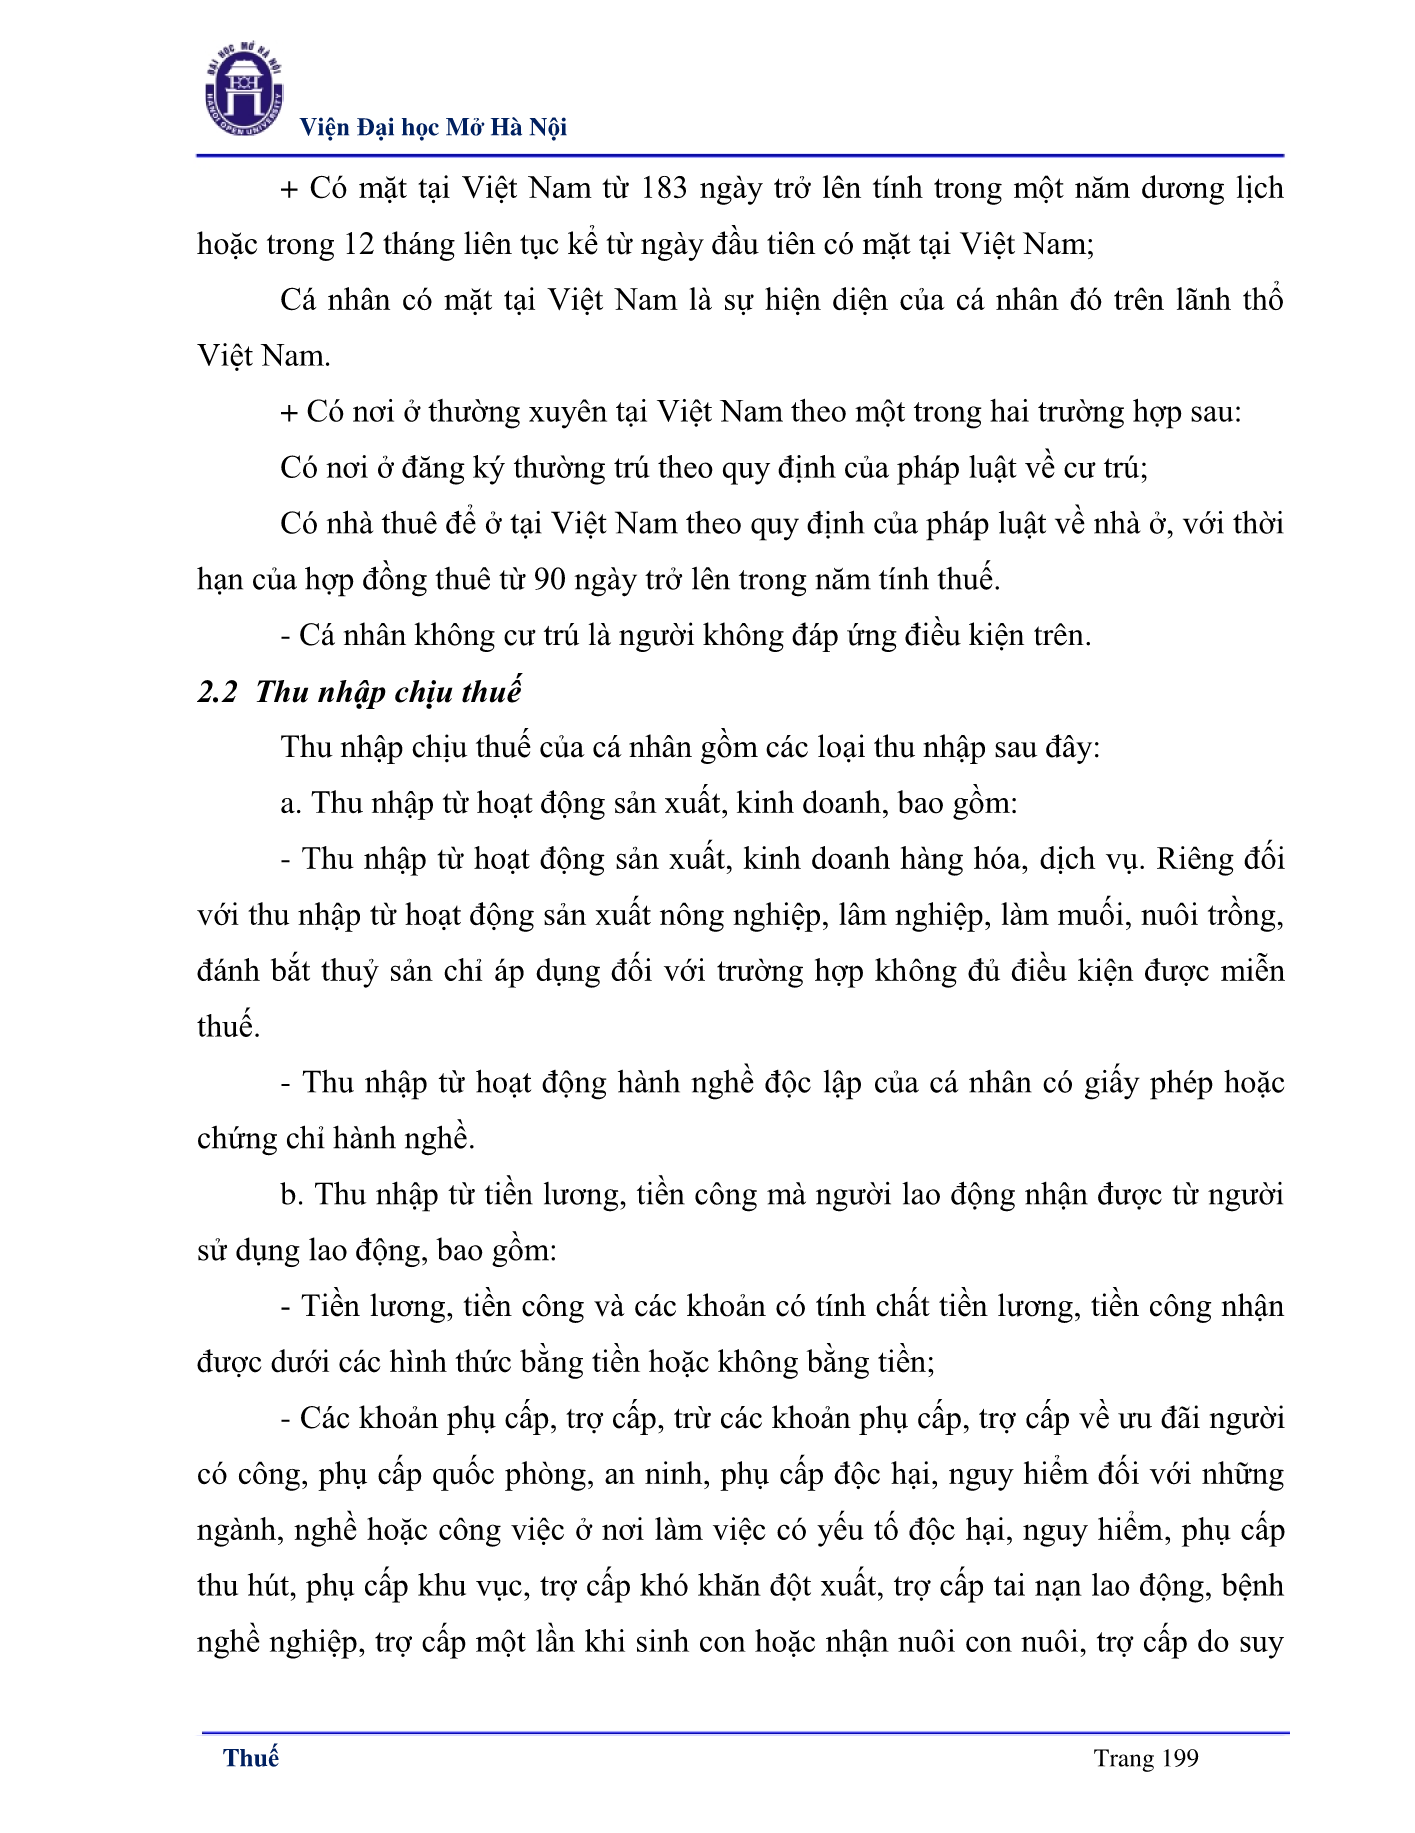 ĐẠI HỌC MỞ HÀ NỘI
HANOI OPEN UNIVERSITY
Viện Đại học Mở Hà Nội
+ Có mặt tại Việt Nam từ 183 ngày trở lên tính trong một năm dương lịch
hoặc trong 12 tháng liên tục kể từ ngày đầu tiên có mặt tại Việt Nam;
Cá nhân có mặt tại Việt Nam là sự hiện diện của cá nhân đó trên lãnh thổ
Việt Nam.
+ Có nơi ở thường xuyên tại Việt Nam theo một trong hai trường hợp sau:
Có nơi ở đăng ký thường trú theo quy định của pháp luật về cư trú;
Có nhà thuê để ở tại Việt Nam theo quy định của pháp luật về nhà ở, với thời
hạn của hợp đồng thuê từ 90 ngày trở lên trong năm tính thuế.
- Cá nhân không cư trú là người không đáp ứng điều kiện trên.
2.2 Thu nhập chịu thuế
Thu nhập chịu thuế của cá nhân gồm các loại thu nhập sau đây:
a. Thu nhập từ hoạt động sản xuất, kinh doanh, bao gồm:
- Thu nhập từ hoạt động sản xuất, kinh doanh hàng hóa, dịch vụ. Riêng đối
với thu nhập từ hoạt động sản xuất nông nghiệp, lâm nghiệp, làm muối, nuôi trồng,
đánh bắt thuỷ sản chỉ áp dụng đối với trường hợp không đủ điều kiện được miễn
thuế.
- Thu nhập từ hoạt động hành nghề độc lập của cá nhân có giấy phép hoặc
chứng chỉ hành nghề.
b. Thu nhập từ tiền lương, tiền công mà người lao động nhận được từ người
sử dụng lao động, bao gồm:
- Tiền lương, tiền công và các khoản có tính chất tiền lương, tiền công nhận
được dưới các hình thức bằng tiền hoặc không bằng tiền;
- Các khoản phụ cấp, trợ cấp, trừ các khoản phụ cấp, trợ cấp về ưu đãi người
có công, phụ cấp quốc phòng, an ninh, phụ cấp độc hại, nguy hiểm đối với những
ngành, nghề hoặc công việc ở nơi làm việc có yếu tố độc hại, nguy hiểm, phụ cấp
thu hút, phụ cấp khu vục, trợ cấp khó khăn đột xuất, trợ cấp tai nạn lao động, bệnh
nghề nghiệp, trợ cấp một lần khi sinh con hoặc nhận nuôi con nuôi, trợ cấp do suy
Thuế
Trang 199